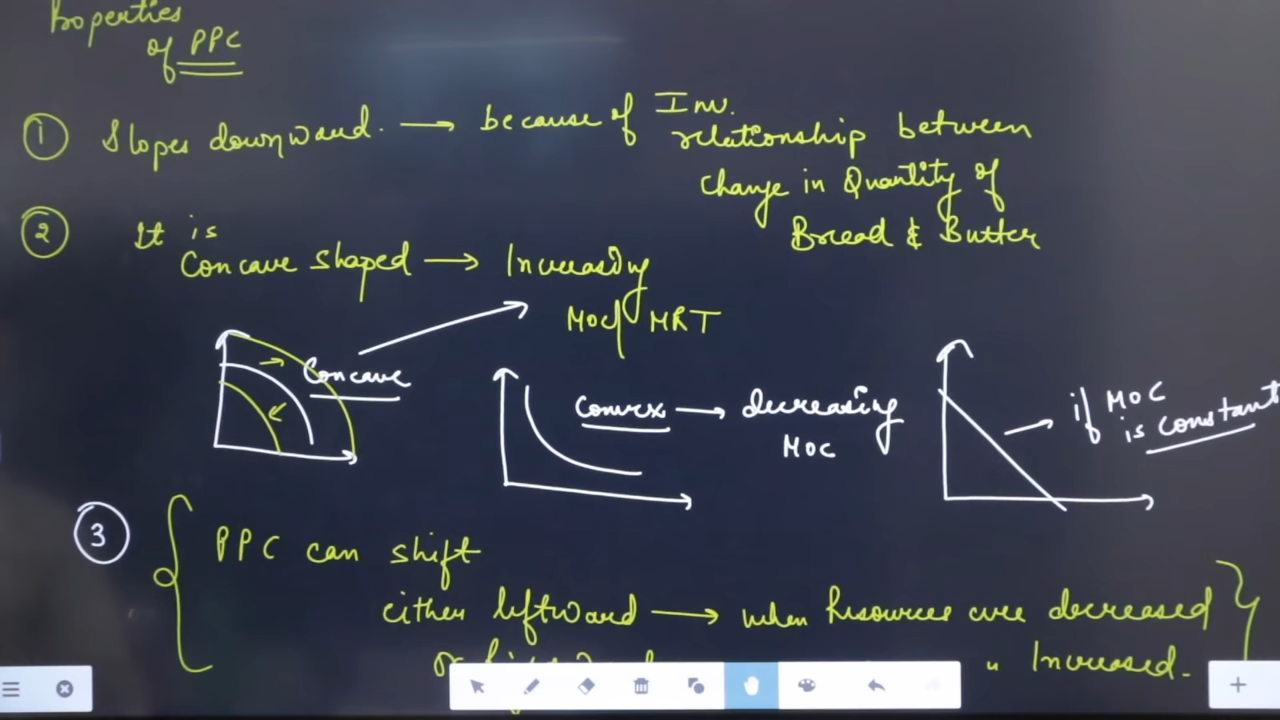 Properties
of PPC
① Slopes downward. → because of Inv.
relationship between
change in Quantity of
Bread & Butter
② It is
Concave shaped → Increasing
MOC/MRT
Concave
Convex → decreasing
MOC
→ if MOC
is constant
③ PPC can shift
either leftward → when Resources are decreased
or " Increased.